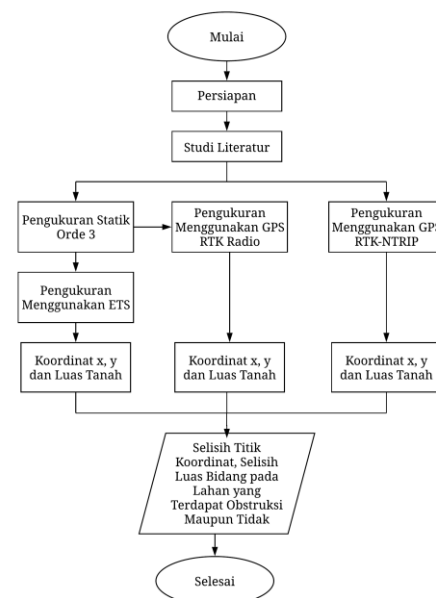 Mulai
Persiapan
Studi Literatur
Pengukuran Statik
Orde 3
Pengukuran
Menggunakan GPS
RTK Radio
Pengukuran
Menggunakan GPS
RTK-NTRIP
Pengukuran
Menggunakan ETS
Koordinat x, y
dan Luas Tanah
Koordinat x, y
dan Luas Tanah
Koordinat x, y
dan Luas Tanah
Selisih Titik
Koordinat, Selisih
Luas Bidang pada
Lahan yang
Terdapat Obstruksi
Maupun Tidak
Selesai